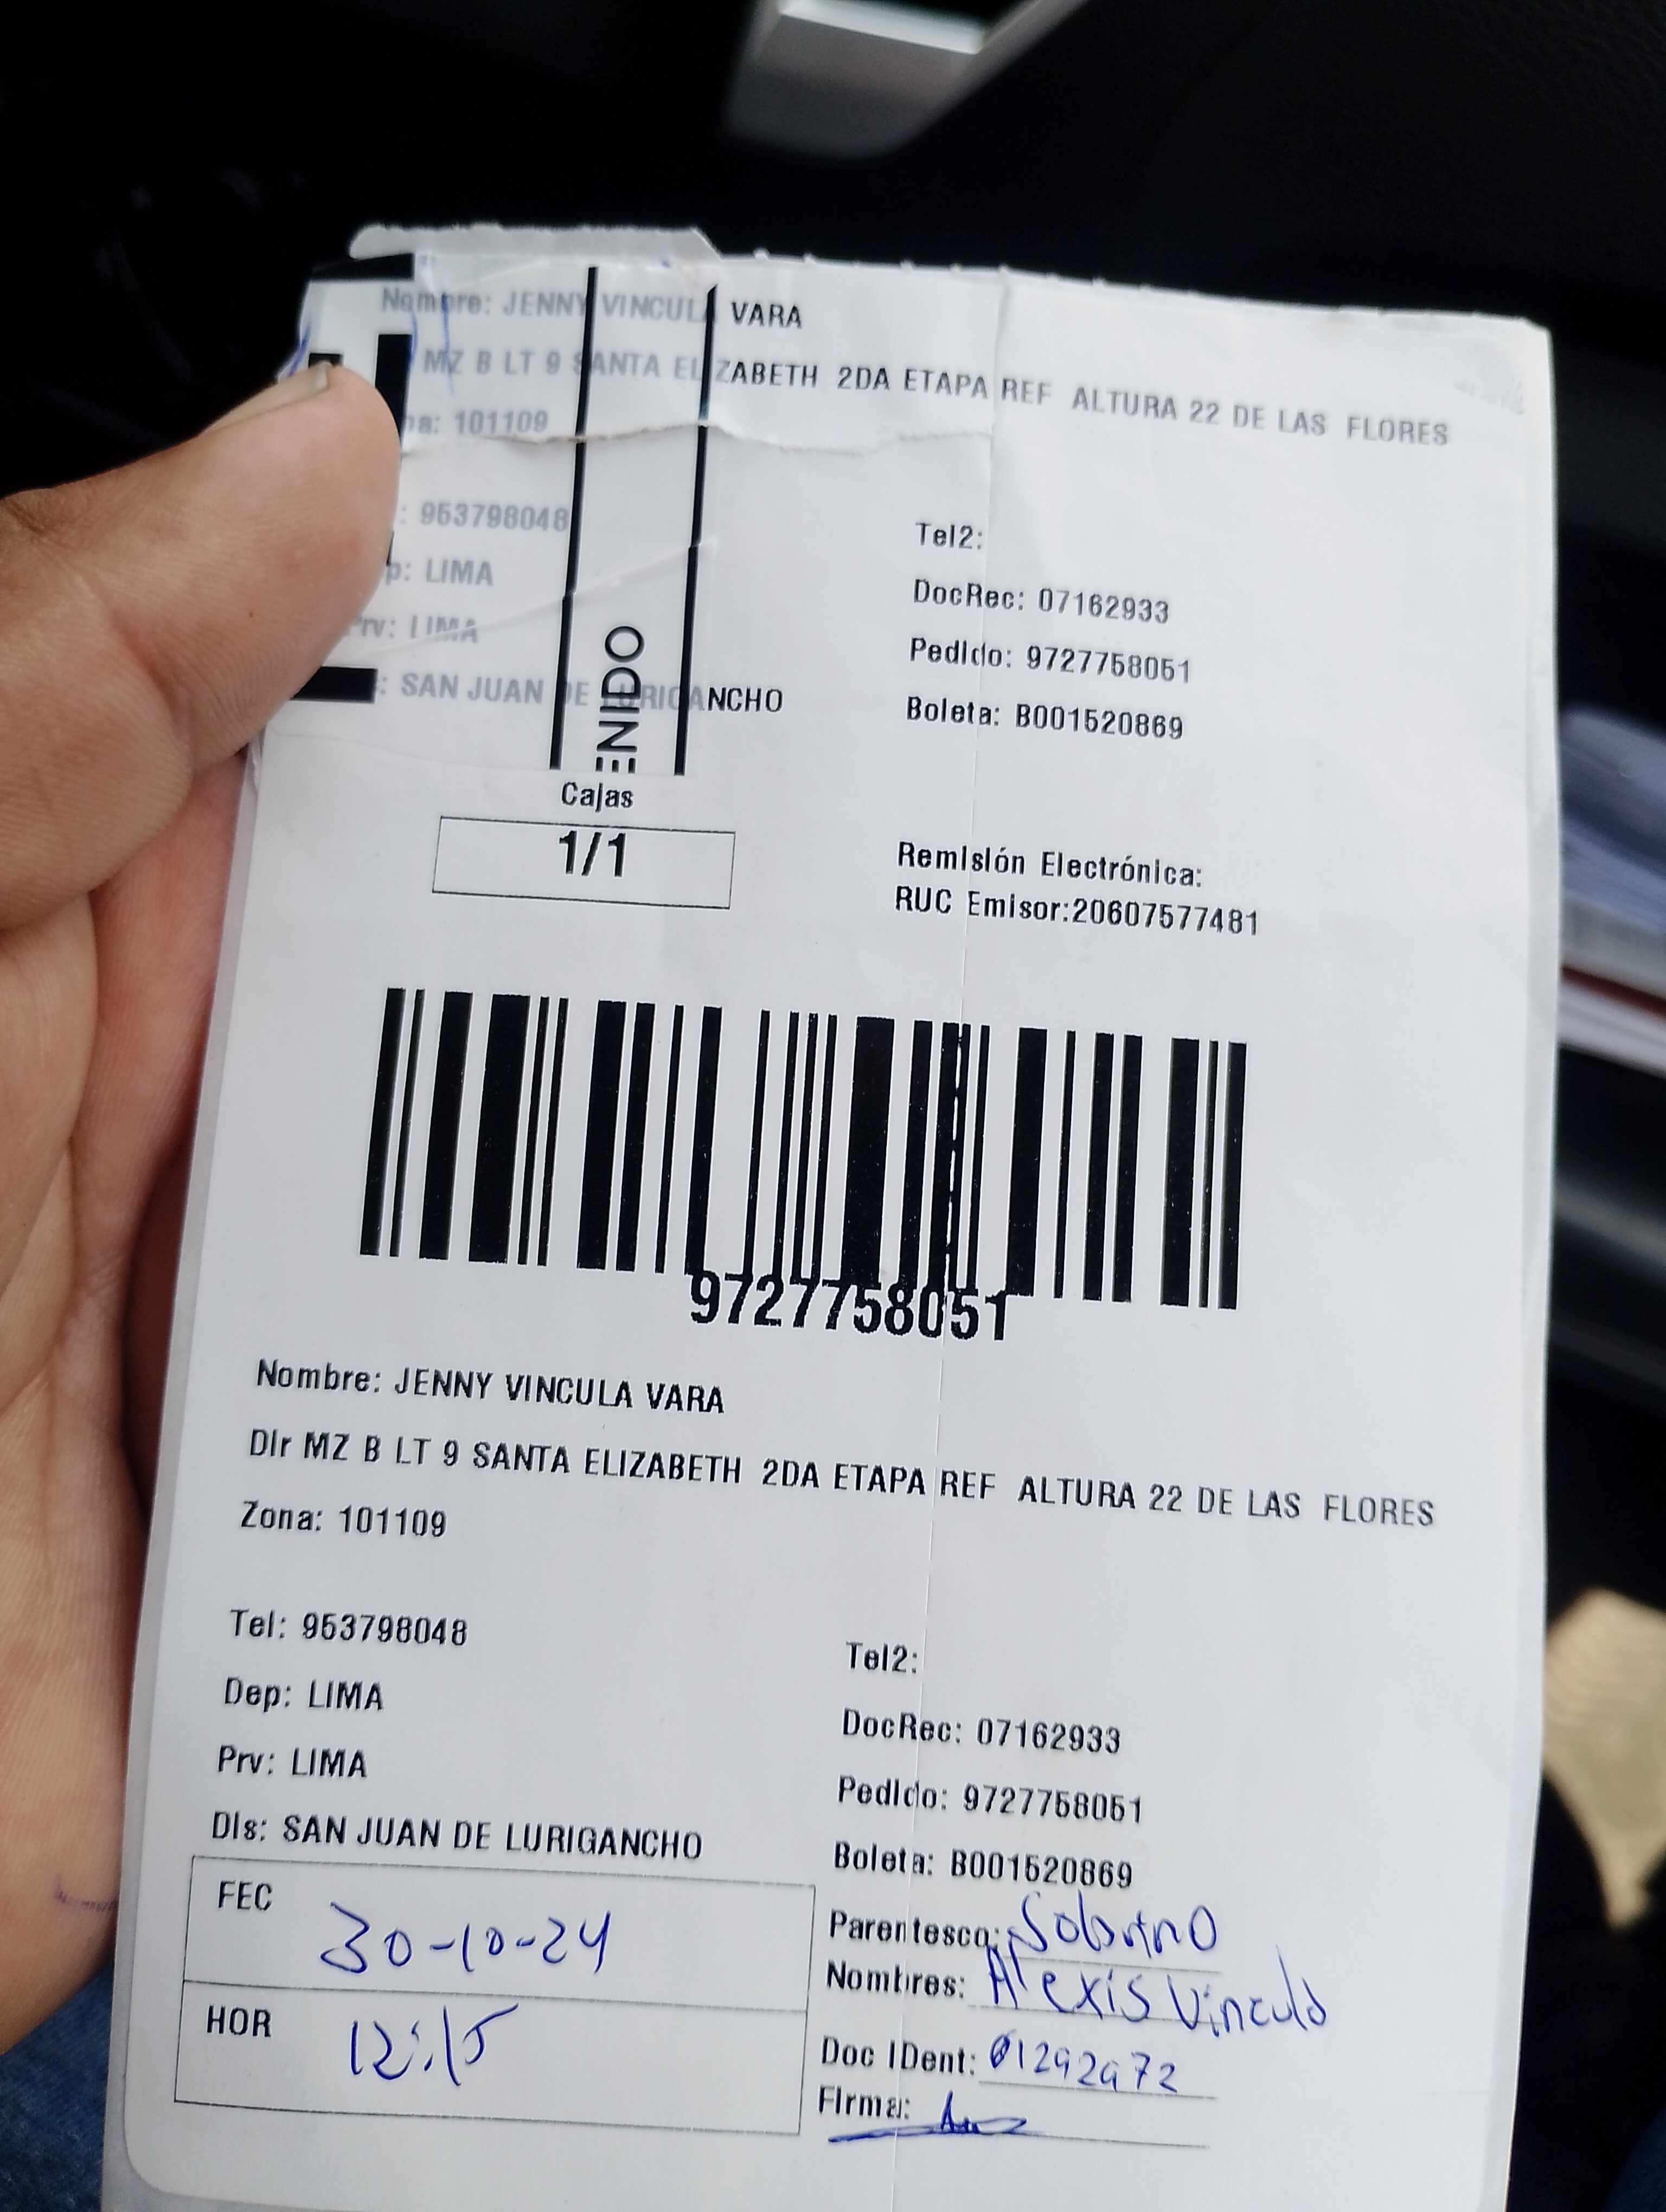 Nombre: JENNY VINCULA VARA
MZ B LT 9 SANTA ELIZABETH 2DA ETAPA REF ALTURA 22 DE LAS FLORES
na: 101109
: 953798048
Tel2:
p: LIMA
DocRec: 07162933
Prv: LIMA
Pedido: 9727758051
: SAN JUAN DE LURIGANCHO
Boleta: B001520869
ENIDO
Cajas
1/1
Remisión Electrónica:
RUC Emisor:20607577481
9727758051
Nombre: JENNY VINCULA VARA
Dir MZ B LT 9 SANTA ELIZABETH 2DA ETAPA REF ALTURA 22 DE LAS FLORES
Zona: 101109
Tel: 953798048
Tel2:
Dep: LIMA
DocRec: 07162933
Prv: LIMA
Pedido: 9727758051
Dis: SAN JUAN DE LURIGANCHO
Boleta: B001520869
FEC 30-10-24
Parentesco: Sobrino
Nombres: Alexis Vinculo
HOR 12:15
Doc IDent: 01292972
Firma: